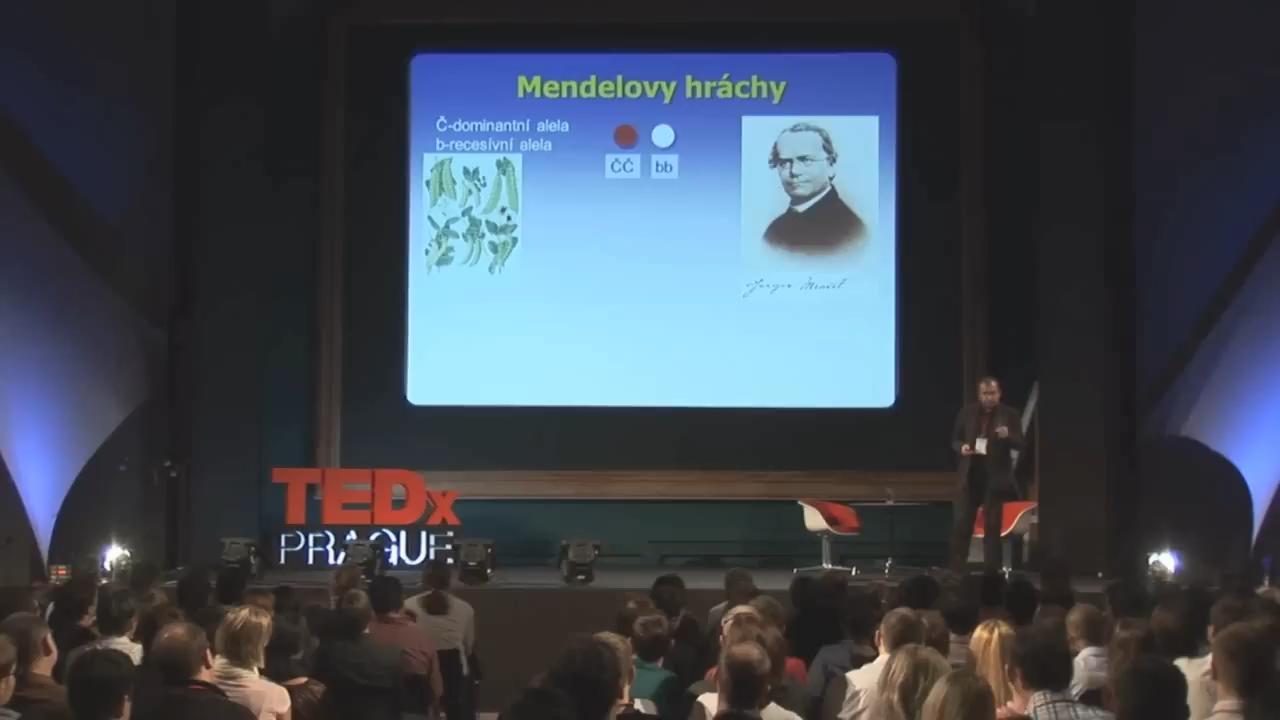 Mendelovy hráchy
Č-dominantní alela
b-recesívní alela
ČČ bb
TEDx
PRAGUE